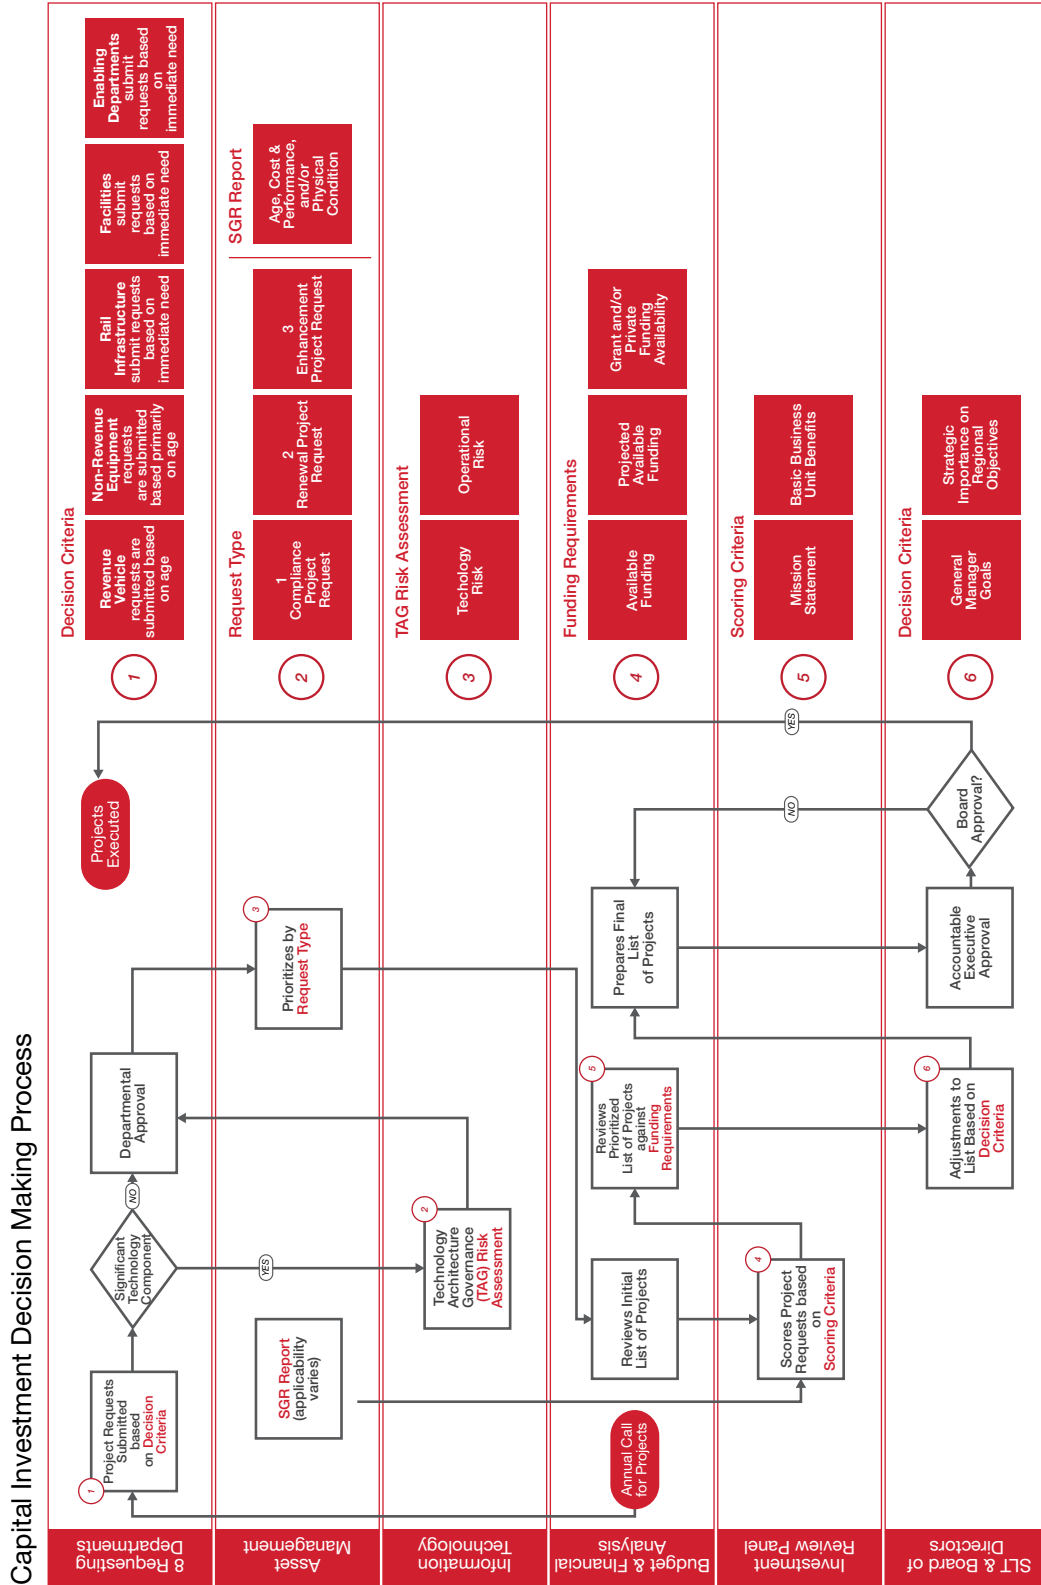 Capital Investment Decision Making Process
8 Requesting
Departments
1
Project Requests
Submitted
based
on Decision
Criteria
Significant
Technology
Component
NO
YES
Departmental
Approval
Projects
Executed
1
Decision Criteria
Revenue
Vehicle
requests are
submitted based
on age
Non-Revenue
Equipment
requests
are submitted
based primarily
on age
Rail
Infrastructure
submit requests
based on
immediate need
Facilities
submit
requests
based on
immediate need
Enabling
Departments
submit
requests based
on
immediate need
Asset
Management
SGR Report
(applicability
varies)
3
Prioritizes by
Request Type
2
Request Type
1
Compliance
Project
Request
2
Renewal Project
Request
3
Enhancement
Project Request
SGR Report
Age, Cost &
Performance,
and/or
Physical
Condition
Information
Technology
2
Technology
Architecture
Governance
(TAG) Risk
Assessment
3
TAG Risk Assessment
Techology
Risk
Operational
Risk
Budget & Financial
Analysis
Annual Call
for Projects
Reviews Initial
List of Projects
5
Reviews
Prioritized
List of Projects
against
Funding
Requirements
Prepares Final
List
of Projects
4
Funding Requirements
Available
Funding
Projected
Available
Funding
Grant and/or
Private
Funding
Availability
Investment
Review Panel
4
Scores Project
Requests based
on
Scoring Criteria
NO
YES
5
Scoring Criteria
Mission
Statement
Basic Business
Unit Benefits
SLT & Board of
Directors
6
Adjustments to
List Based on
Decision
Criteria
Accountable
Executive
Approval
Board
Approval?
6
Decision Criteria
General
Manager
Goals
Strategic
Importance on
Regional
Objectives